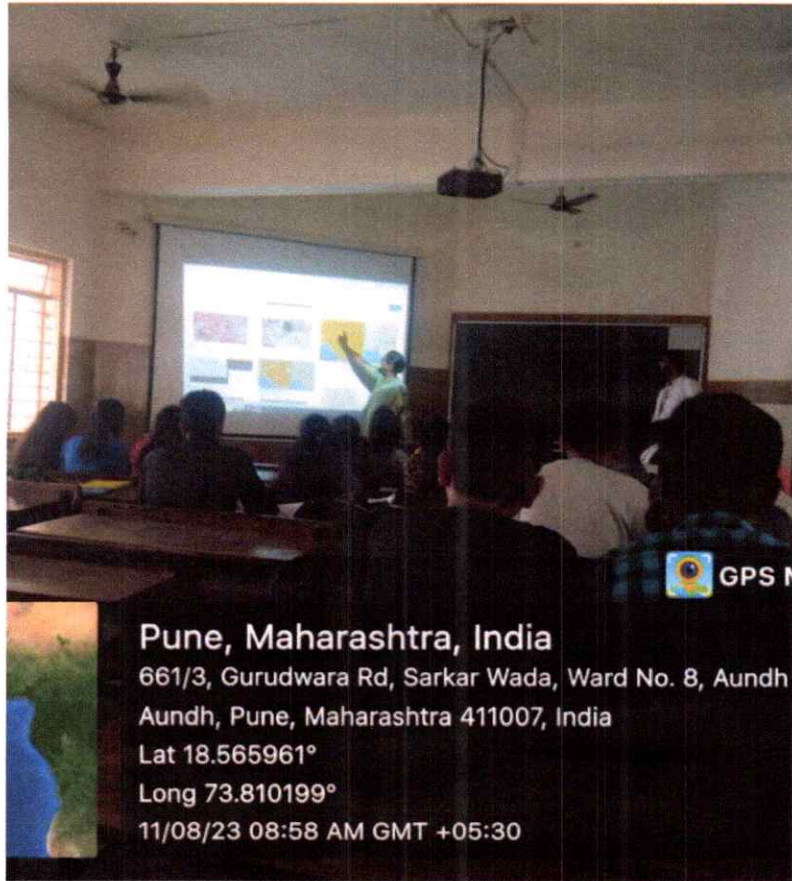 GPS
Pune, Maharashtra, India
661/3, Gurudwara Rd, Sarkar Wada, Ward No. 8, Aundh
Aundh, Pune, Maharashtra 411007, India
Lat 18.565961°
Long 73.810199°
11/08/23 08:58 AM GMT +05:30